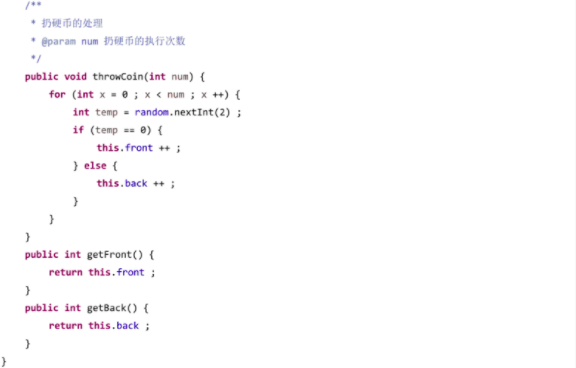 /**
 * 扔硬币的处理
 * @param num 扔硬币的执行次数
 */
public void throwCoin(int num) {
    for (int x = 0 ; x < num ; x ++) {
        int temp = random.nextInt(2) ;
        if (temp == 0) {
            this.front ++ ;
        } else {
            this.back ++ ;
        }
    }
}
public int getFront() {
    return this.front ;
}
public int getBack() {
    return this.back ;
}
}